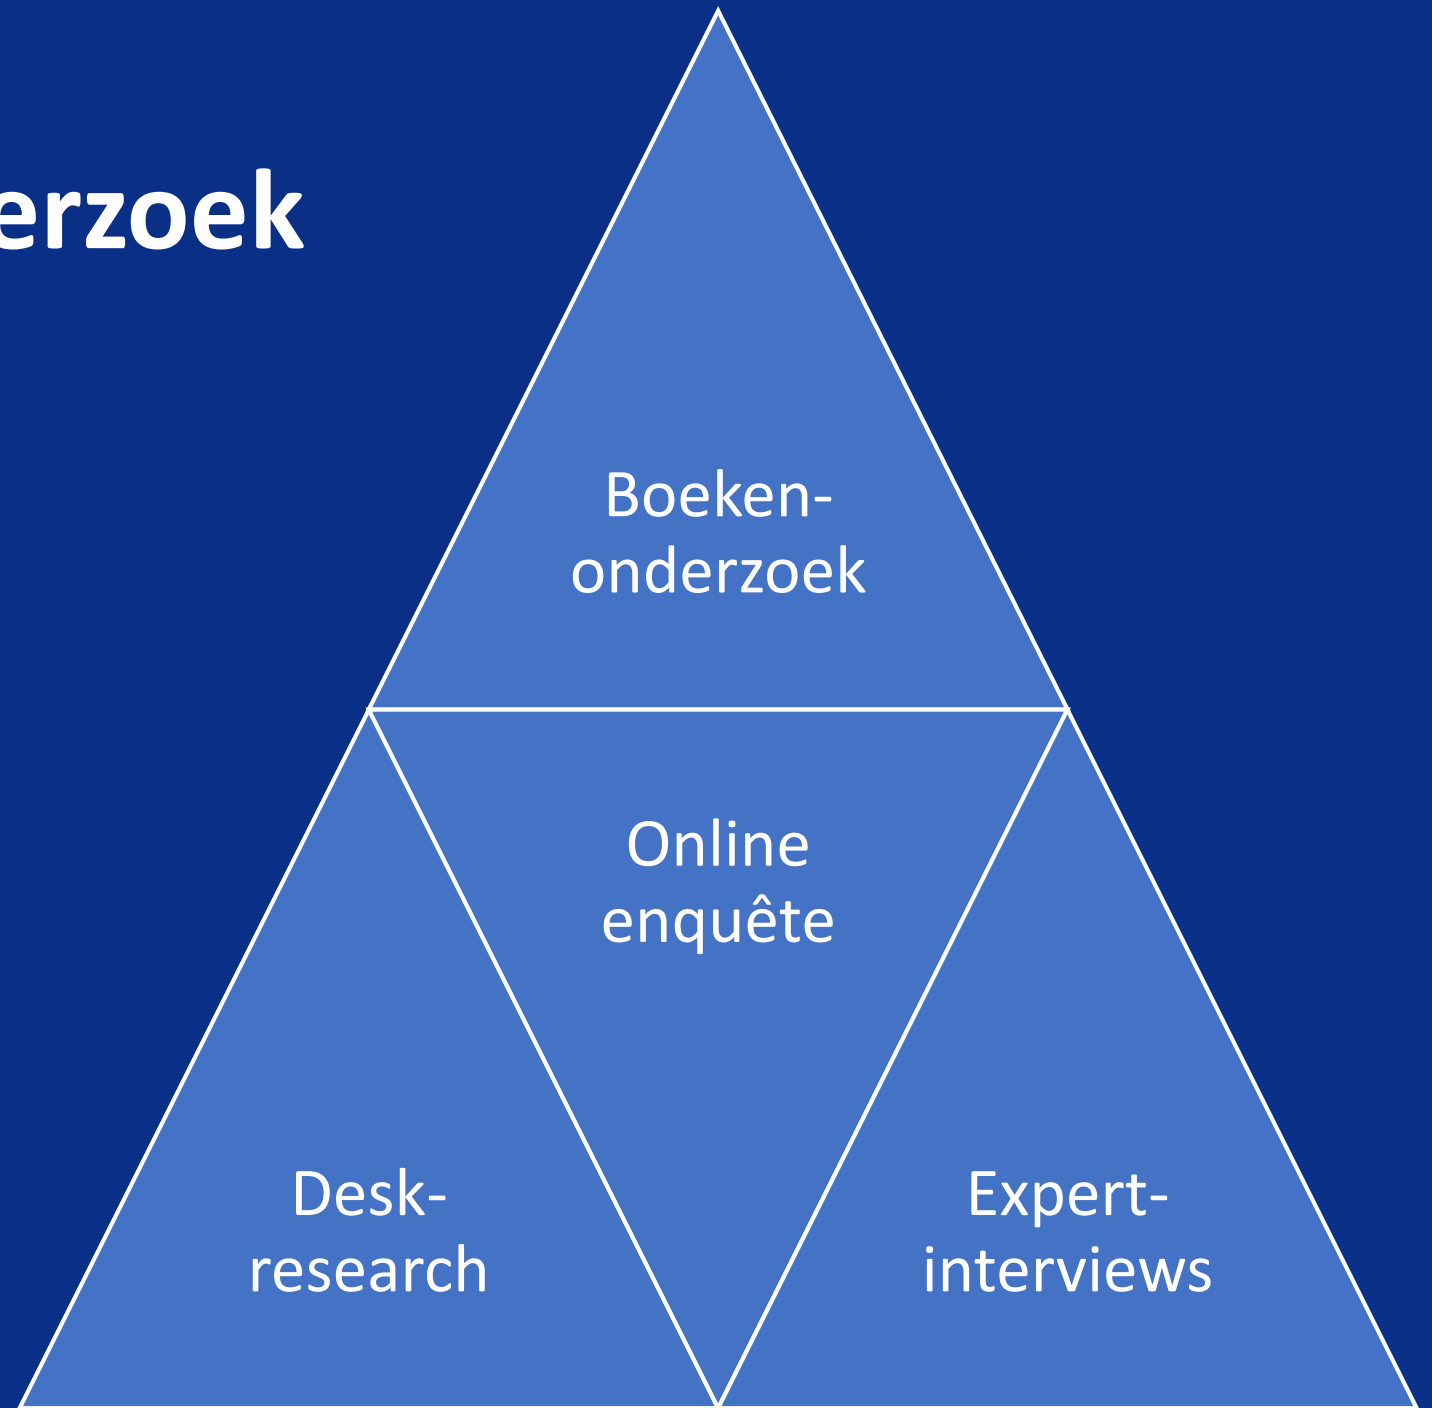 erzoek
Boeken-
onderzoek
Online
enquête
Desk-
research
Expert-
interviews